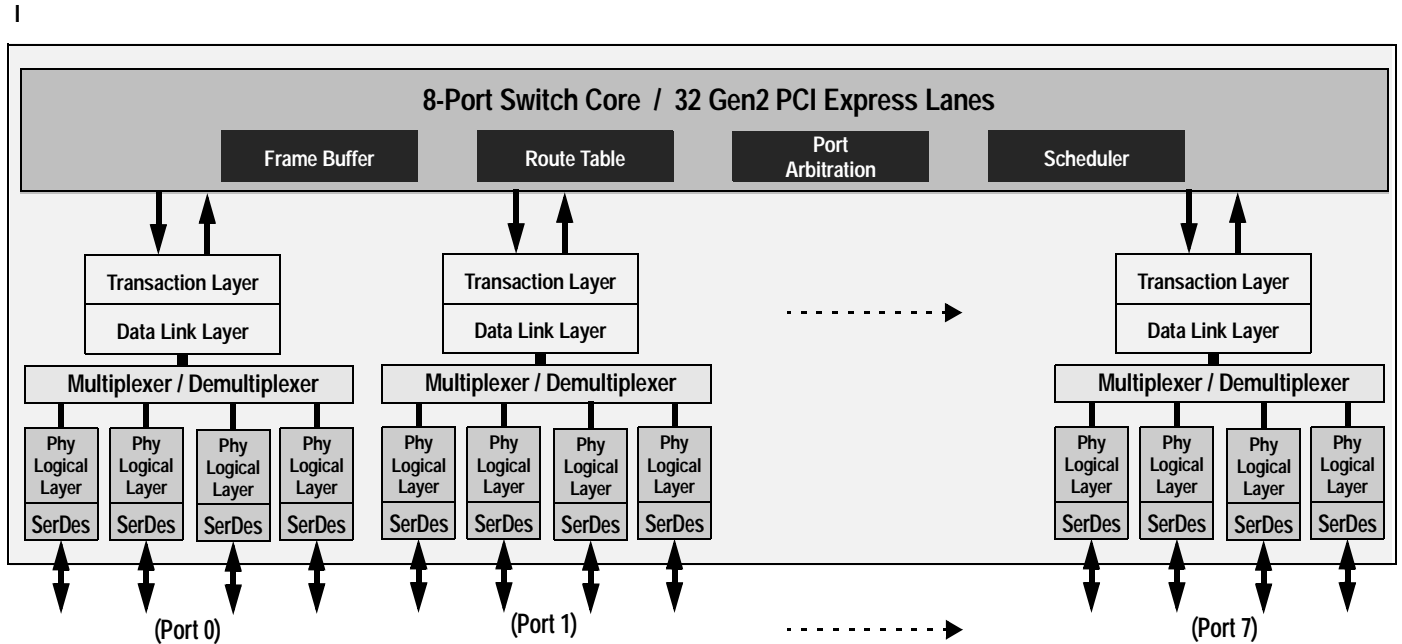 8-Port Switch Core / 32 Gen2 PCI Express Lanes
Frame Buffer
Route Table
Port
Arbitration
Scheduler
Transaction Layer
Data Link Layer
Multiplexer / Demultiplexer
Phy
Logical
Layer
SerDes
Phy
Logical
Layer
SerDes
Phy
Logical
Layer
SerDes
Phy
Logical
Layer
SerDes
(Port 0)
Transaction Layer
Data Link Layer
Multiplexer / Demultiplexer
Phy
Logical
Layer
SerDes
Phy
Logical
Layer
SerDes
Phy
Logical
Layer
SerDes
Phy
Logical
Layer
SerDes
(Port 1)
Transaction Layer
Data Link Layer
Multiplexer / Demultiplexer
Phy
Logical
Layer
SerDes
Phy
Logical
Layer
SerDes
Phy
Logical
Layer
SerDes
Phy
Logical
Layer
SerDes
(Port 7)